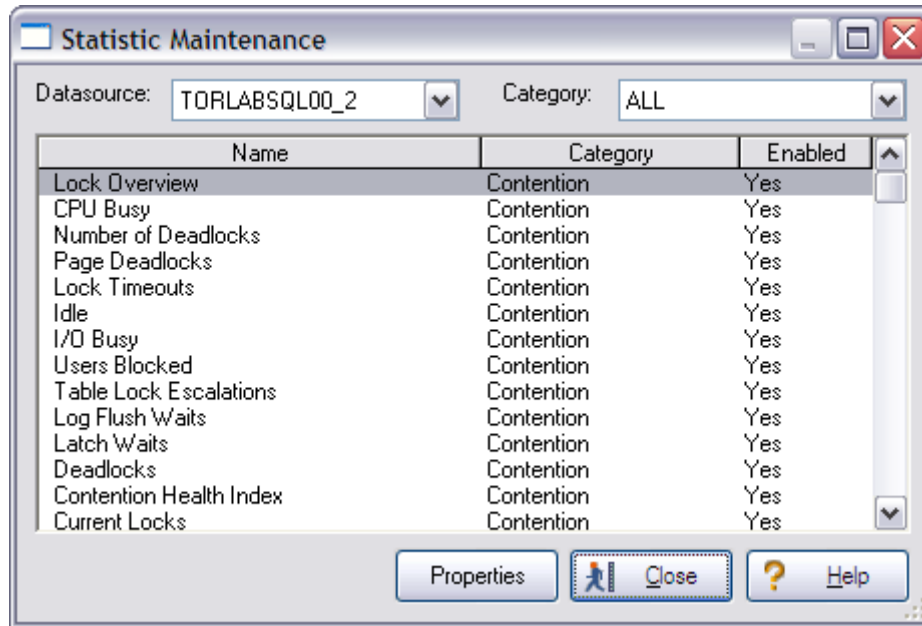 Statistic Maintenance
Datasource: TORLABSQL00_2 Category: ALL
Name Category Enabled
Lock Overview Contention Yes
CPU Busy Contention Yes
Number of Deadlocks Contention Yes
Page Deadlocks Contention Yes
Lock Timeouts Contention Yes
Idle Contention Yes
I/O Busy Contention Yes
Users Blocked Contention Yes
Table Lock Escalations Contention Yes
Log Flush Waits Contention Yes
Latch Waits Contention Yes
Deadlocks Contention Yes
Contention Health Index Contention Yes
Current Locks Contention Yes
Properties Close ? Help